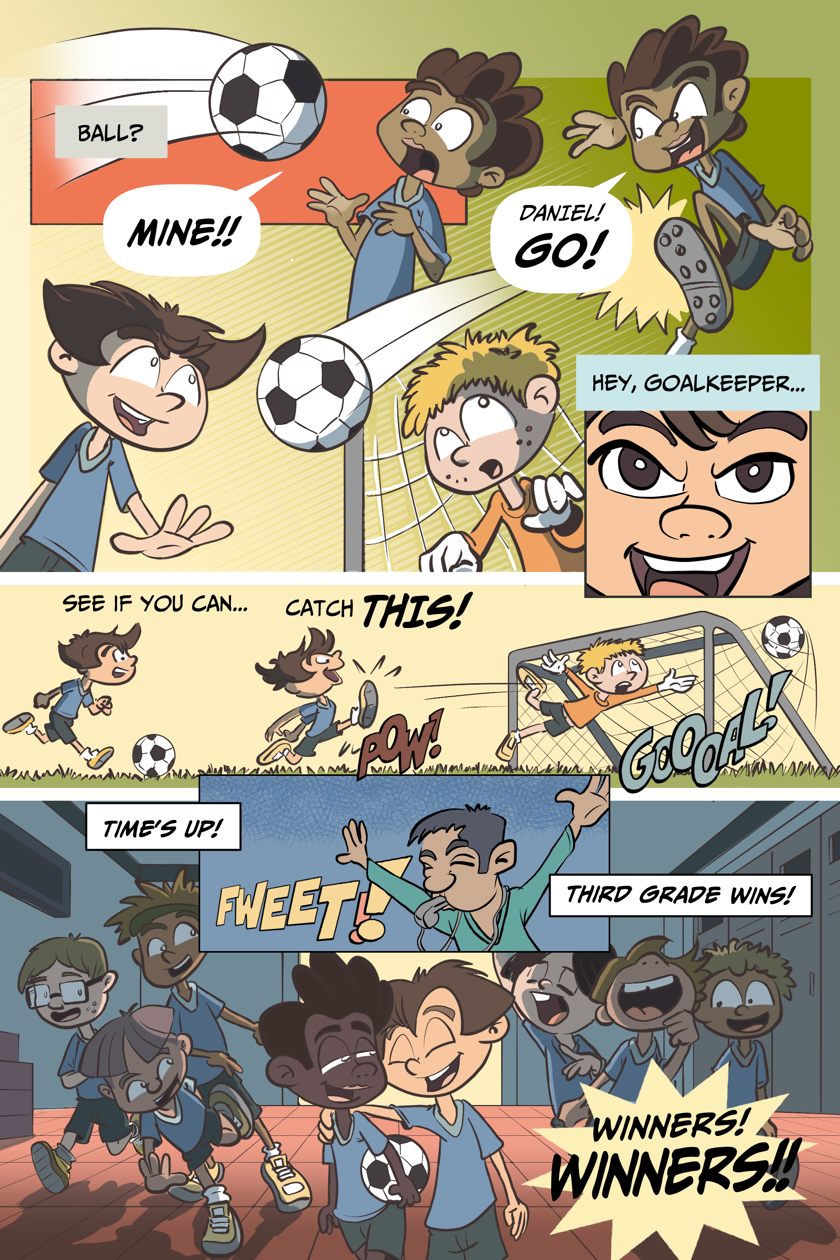 BALL?
MINE!!
DANIEL!
GO!
HEY, GOALKEEPER...
SEE IF YOU CAN...
CATCH THIS!
POW!
GOOOAL!
TIME'S UP!
FWEET!!
THIRD GRADE WINS!
WINNERS!
WINNERS!!